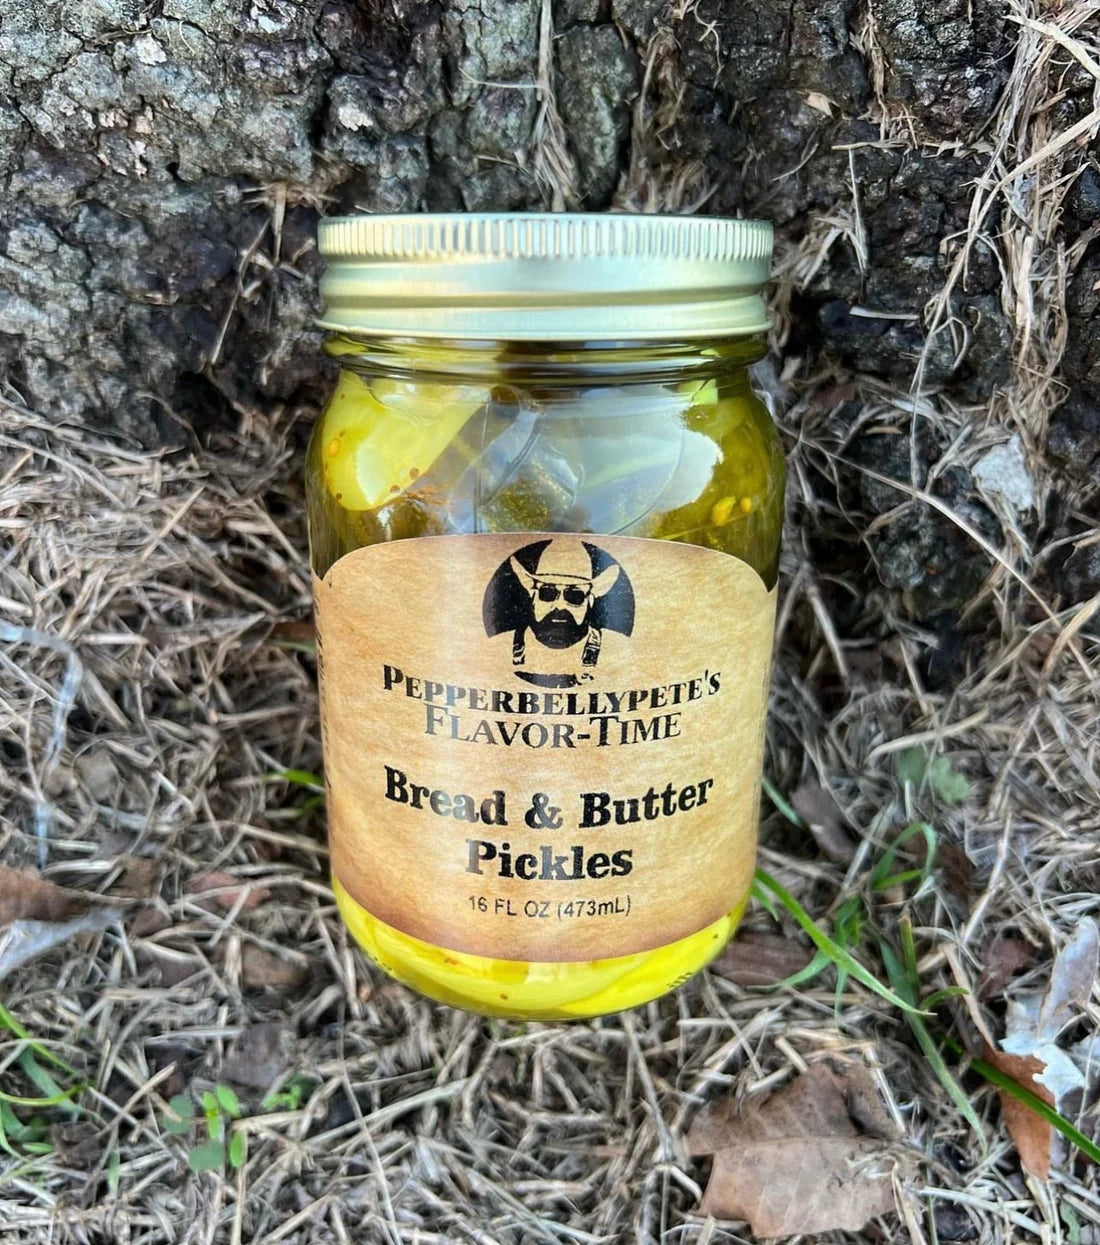 PEPPERBELLYPETE'S
FLAVOR-TIME
Bread & Butter
Pickles
16 FL OZ (473mL)